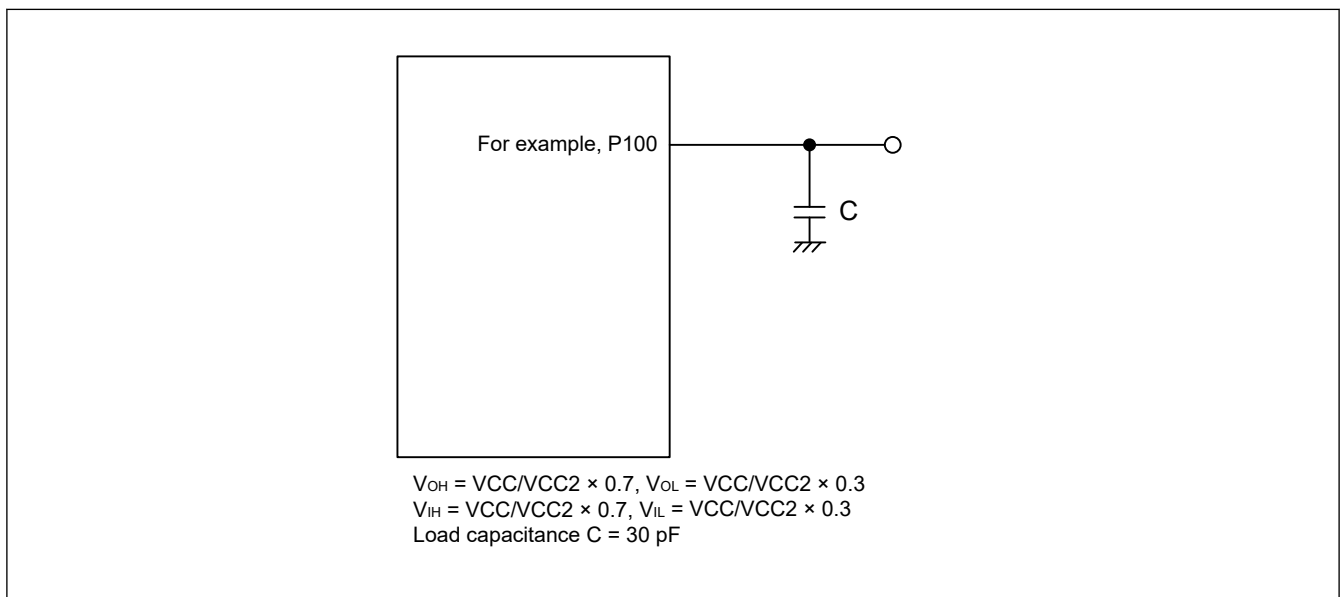 For example, P100
C
VOH = VCC/VCC2 × 0.7, VOL = VCC/VCC2 × 0.3
VIH = VCC/VCC2 × 0.7, VIL = VCC/VCC2 × 0.3
Load capacitance C = 30 pF